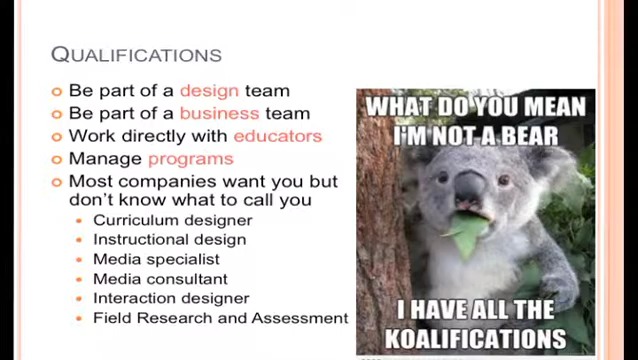 QUALIFICATIONS
Be part of a design team
Be part of a business team
Work directly with educators
Manage programs
Most companies want you but
don't know what to call you
Curriculum designer
Instructional design
Media specialist
Media consultant
Interaction designer
Field Research and Assessment
WHAT DO YOU MEAN
I'M NOT A BEAR
I HAVE ALL THE
KOALIFICATIONS